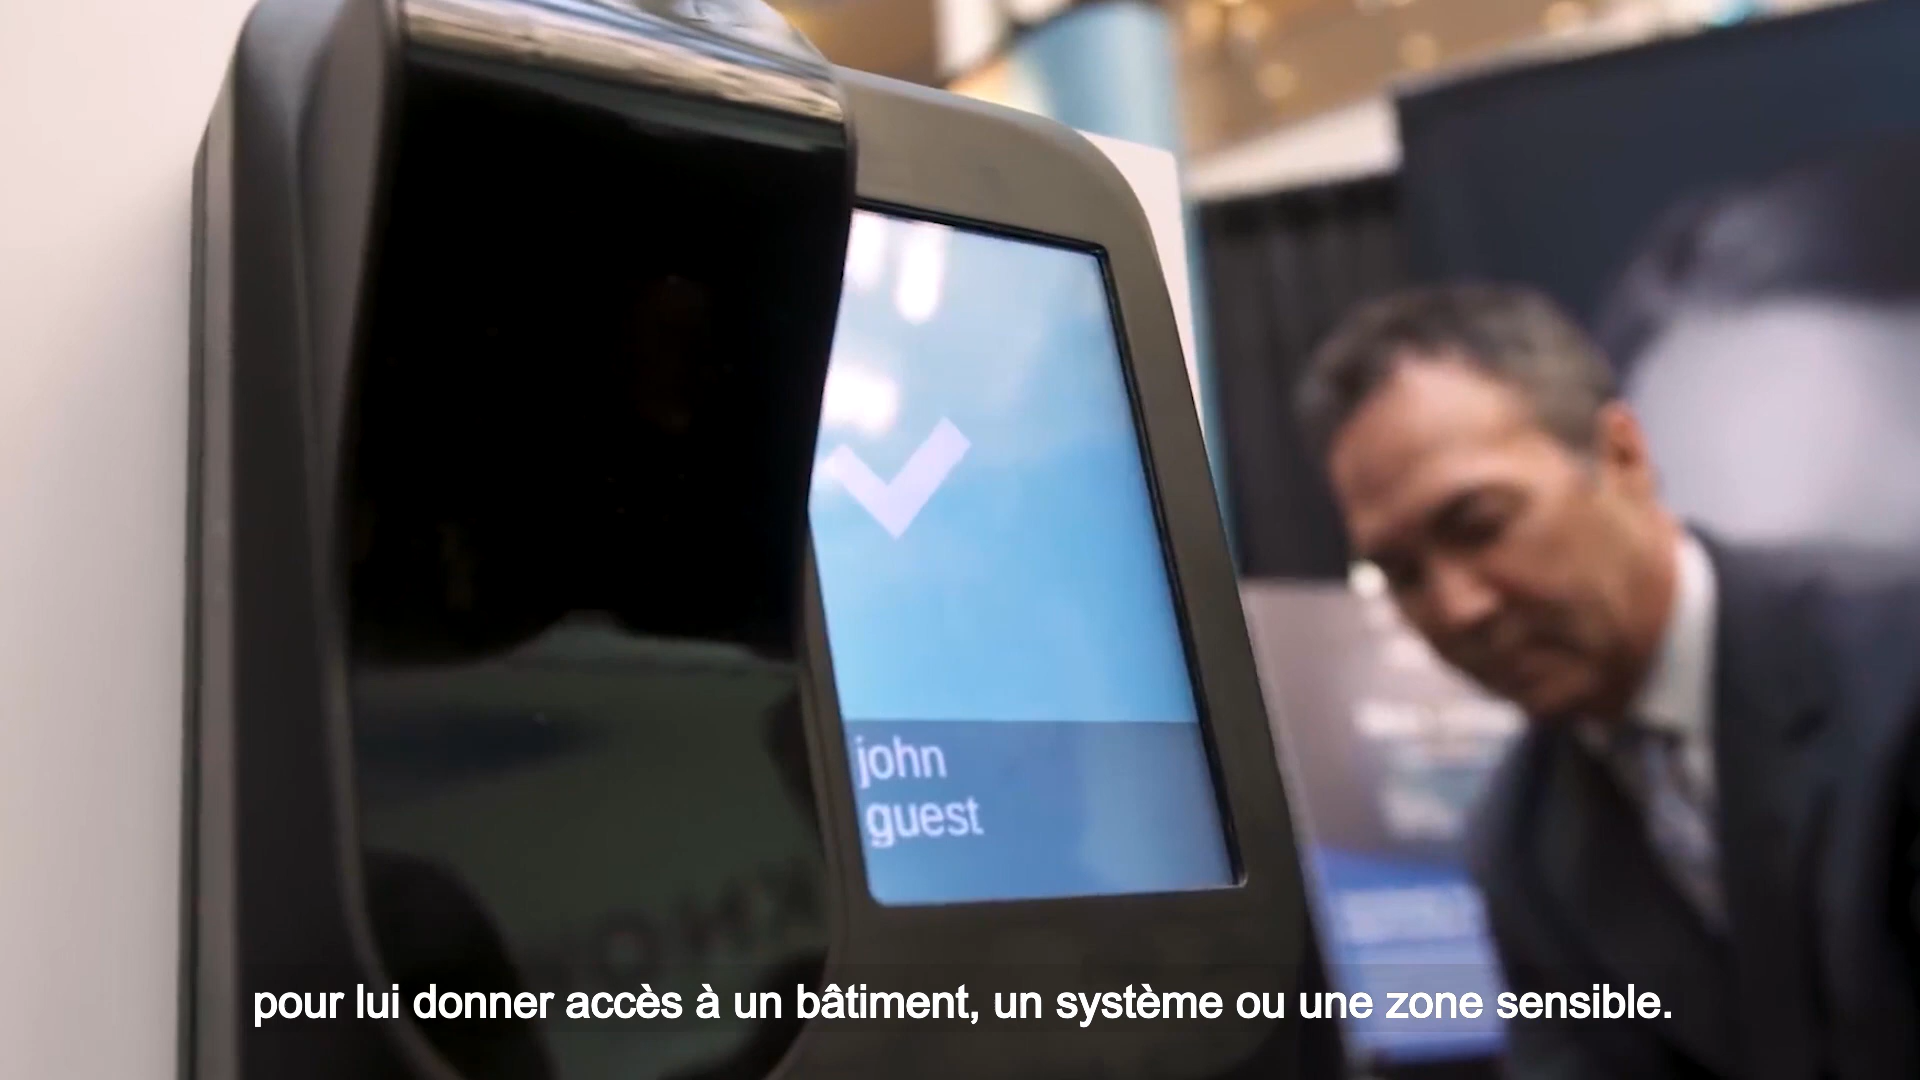 john
guest
pour lui donner accès à un bâtiment, un système ou une zone sensible.